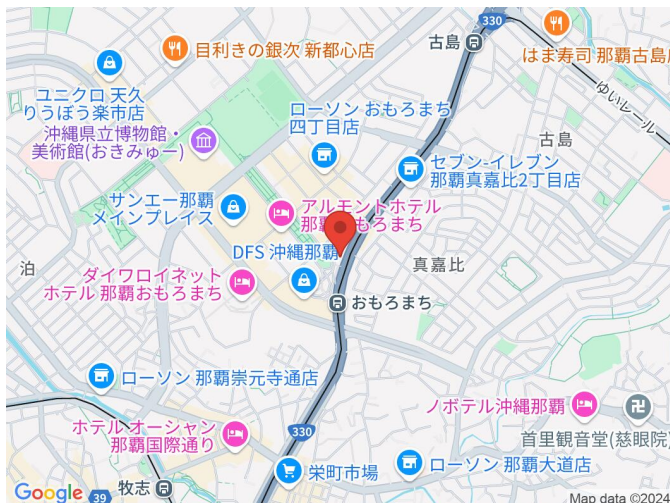 330
古島
目利きの銀次 新都心店
はま寿司 那覇古島店
ユニクロ 天久
りうぼう楽市店
ゆいレール
ローソン おもろまち
四丁目店
沖縄県立博物館・
美術館(おきみゅー)
古島
セブン-イレブン
那覇真嘉比2丁目店
サンエー那覇
メインプレイス
アルモントホテル
那覇おもろまち
DFS 沖縄那覇
真嘉比
泊
ダイワロイネット
ホテル 那覇おもろまち
おもろまち
ローソン 那覇崇元寺通店
ノボテル沖縄那覇
ホテル オーシャン
那覇国際通り
330
首里観音堂(慈眼院)
栄町市場
ローソン 那覇大道店
牧志
39
Google
Map data ©2024